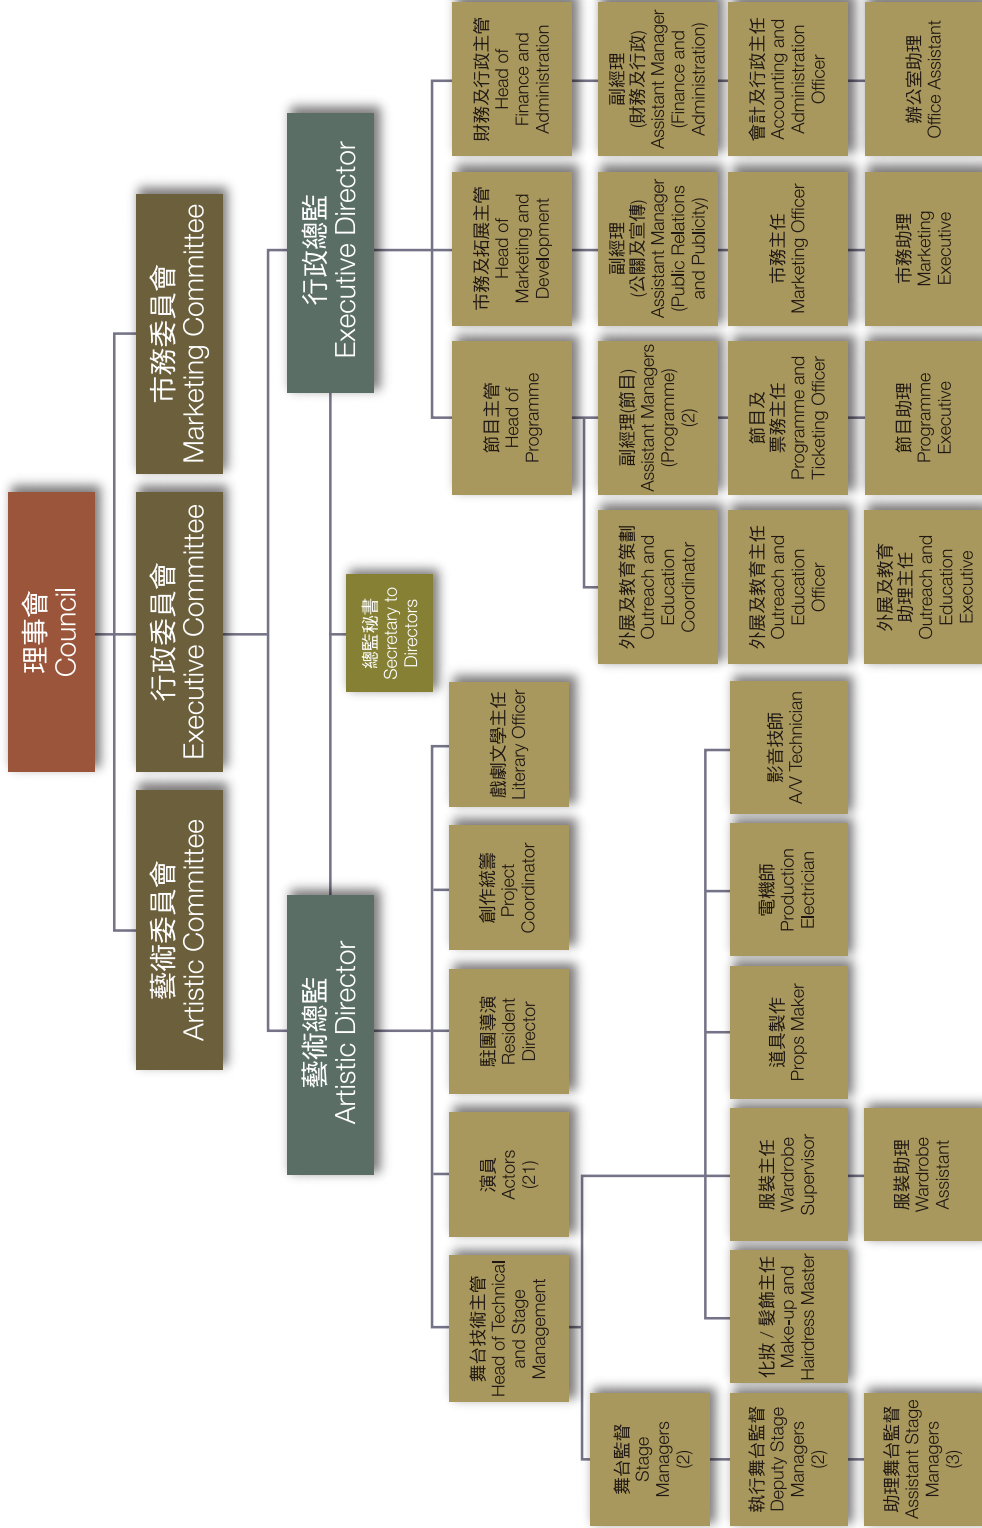 理事會
Council
藝術委員會
Artistic Committee
行政委員會
Executive Committee
市務委員會
Marketing Committee
藝術總監
Artistic Director
行政總監
Executive Director
總監秘書
Secretary to
Directors
舞台技術主管
Head of Technical
and Stage
Management
演員
Actors
(21)
駐團導演
Resident
Director
創作統籌
Project
Coordinator
戲劇文學主任
Literary Officer
節目主管
Head of
Programme
市務及拓展主管
Head of
Marketing and
Development
財務及行政主管
Head of
Finance and
Administration
舞台監督
Stage
Managers
(2)
外展及教育策劃
Outreach and
Education
Coordinator
副經理(節目)
Assistant Managers
(Programme)
(2)
副經理
(公關及宣傳)
Assistant Manager
(Public Relations
and Publicity)
副經理
(財務及行政)
Assistant Manager
(Finance and
Administration)
執行舞台監督
Deputy Stage
Managers
(2)
化妝 / 髮飾主任
Make-up and
Hairdress Master
服裝主任
Wardrobe
Supervisor
道具製作
Props Maker
電機師
Production
Electrician
影音技師
A/V Technician
外展及教育主任
Outreach and
Education
Officer
節目及
票務主任
Programme and
Ticketing Officer
市務主任
Marketing Officer
會計及行政主任
Accounting and
Administration
Officer
助理舞台監督
Assistant Stage
Managers
(3)
服裝助理
Wardrobe
Assistant
外展及教育
助理主任
Outreach and
Education
Executive
節目助理
Programme
Executive
市務助理
Marketing
Executive
辦公室助理
Office Assistant